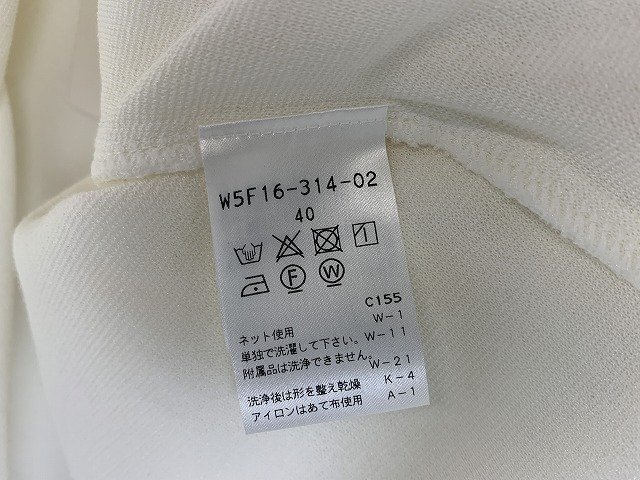 W5F16-314-02
40
F W
C155
ネット使用 W-1
単独で洗濯して下さい。 W-11
附属品は洗浄できません。
W-21
洗浄後は形を整え乾燥 K-4
アイロンはあて布使用 A-1